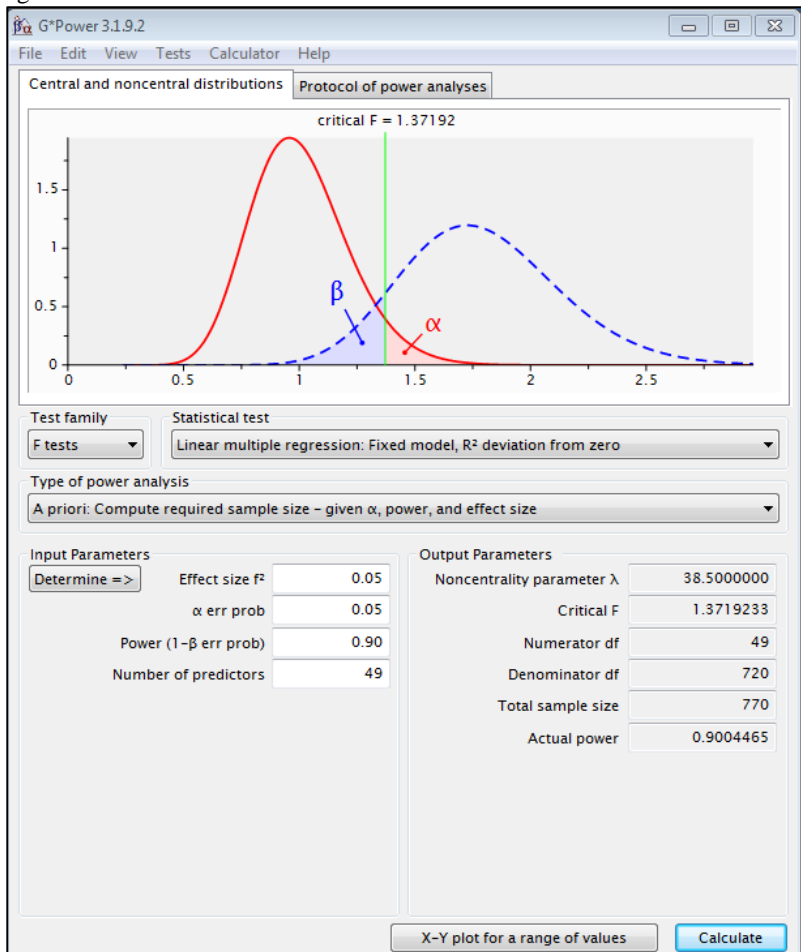 G*Power 3.1.9.2
File Edit View Tests Calculator Help
Central and noncentral distributions Protocol of power analyses
critical F = 1.37192
1.5
1
0.5
0
β
α
0 0.5 1 1.5 2 2.5
Test family Statistical test
F tests Linear multiple regression: Fixed model, R² deviation from zero
Type of power analysis
A priori: Compute required sample size – given α, power, and effect size
Input Parameters Output Parameters
Determine => Effect size f² 0.05 Noncentrality parameter λ 38.5000000
α err prob 0.05 Critical F 1.3719233
Power (1-β err prob) 0.90 Numerator df 49
Number of predictors 49 Denominator df 720
Total sample size 770
Actual power 0.9004465
X-Y plot for a range of values Calculate